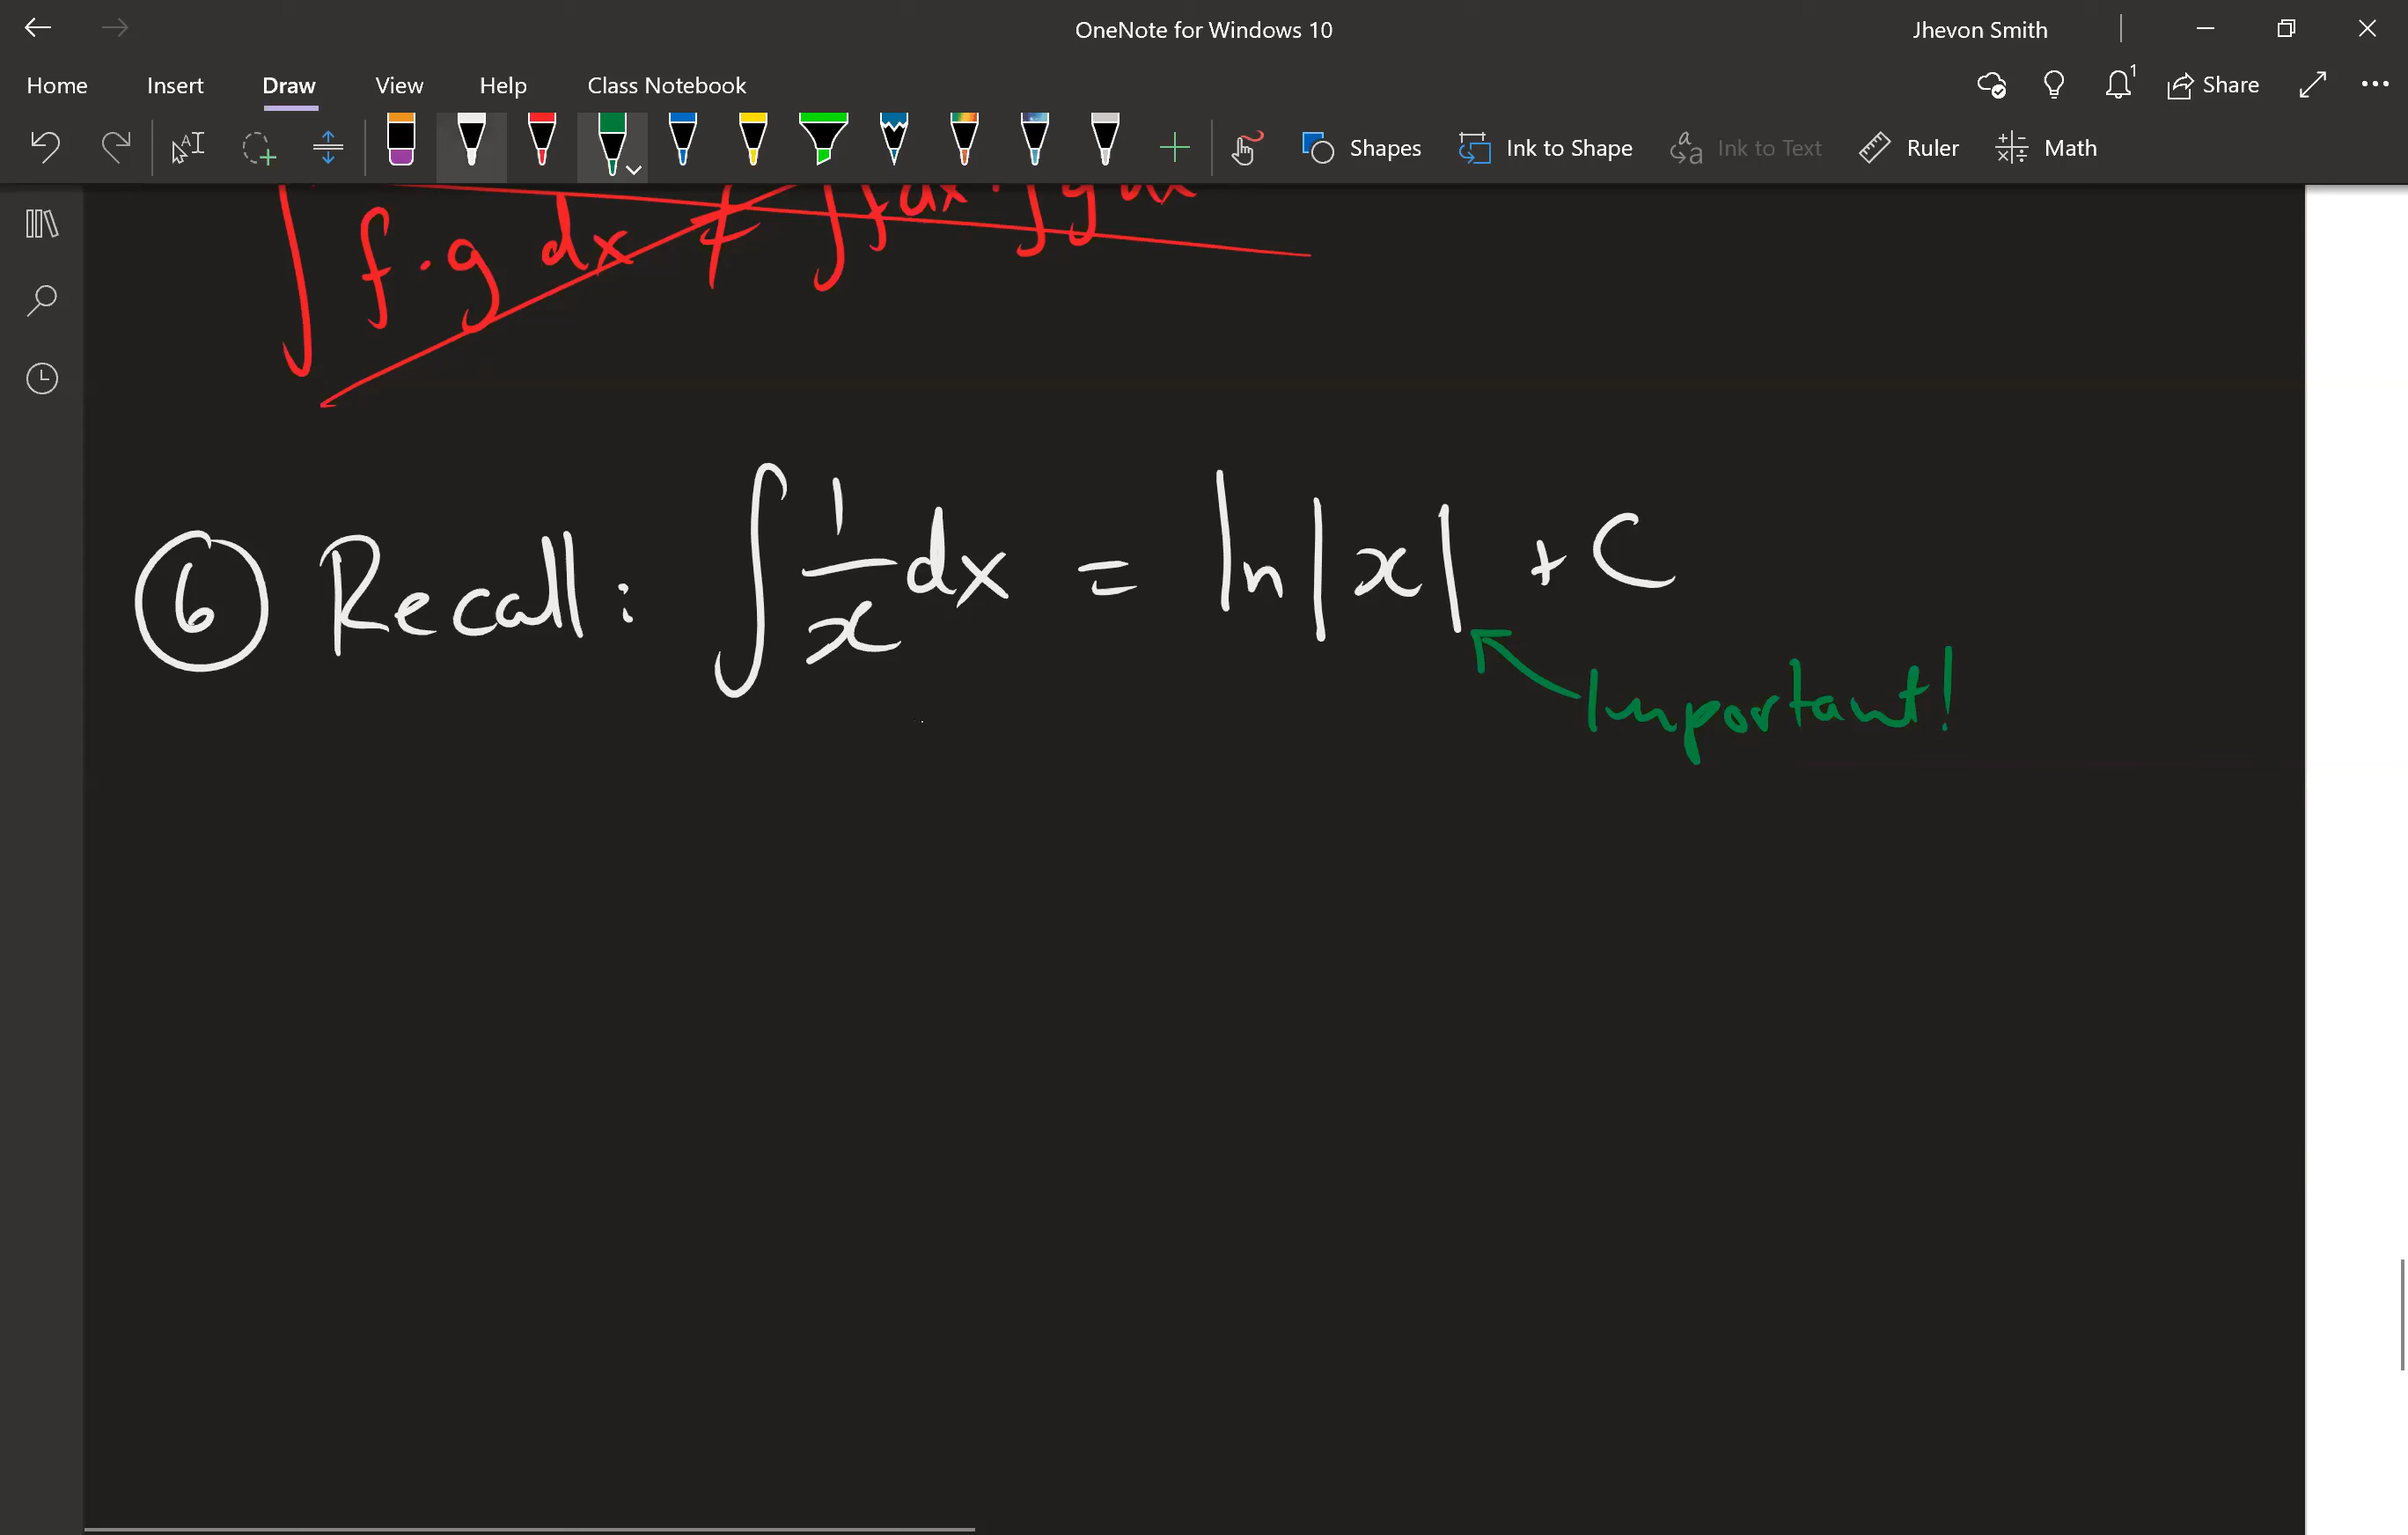 OneNote for Windows 10
Jhevon Smith
Home Insert Draw View Help Class Notebook
1
Share
Shapes Ink to Shape Ink to Text Ruler Math
∫ f·g dx ≠ ∫ f dx · ∫ g dx
⑥ Recall: ∫ 1/x dx = ln|x| + C
Important!